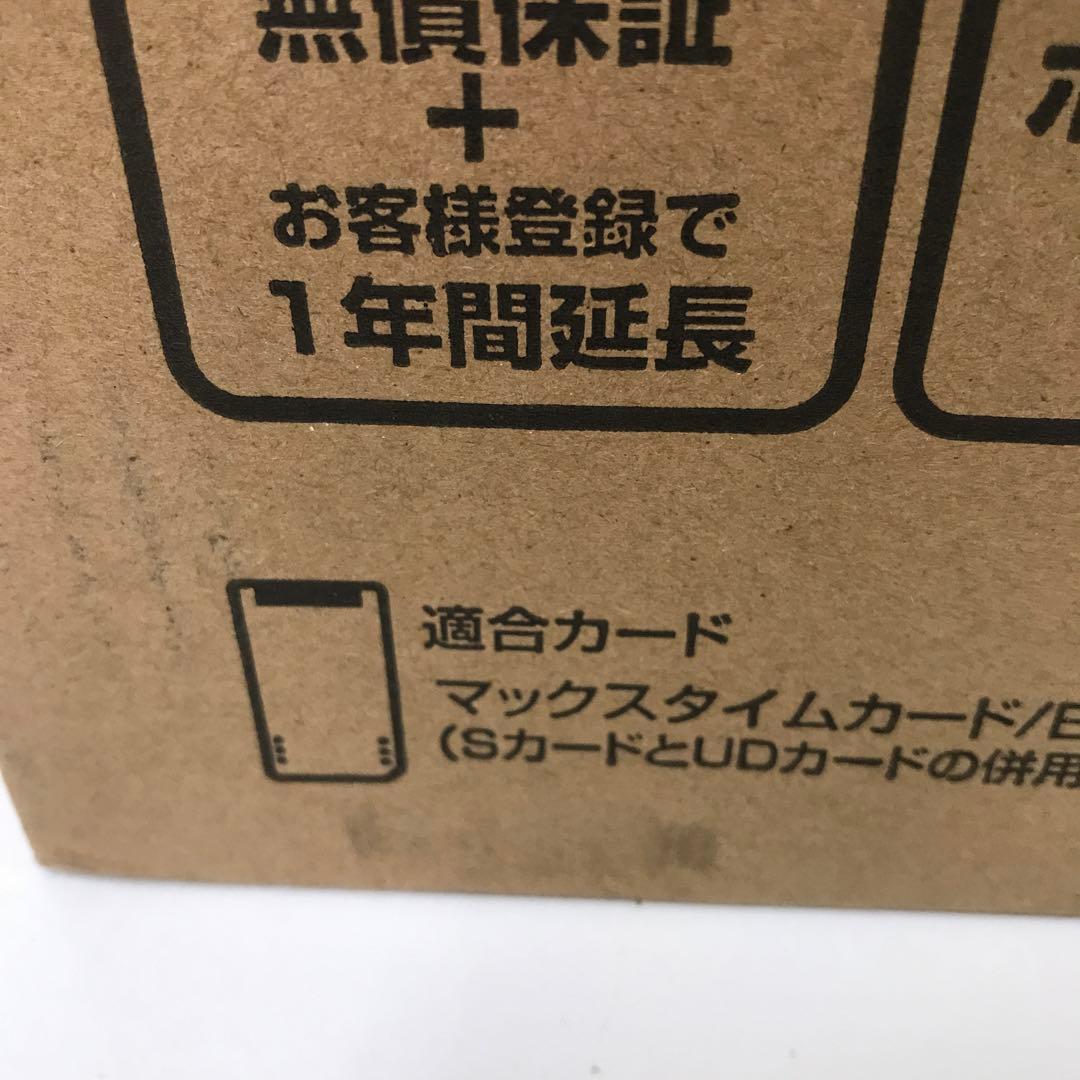 無償保証
+
お客様登録で
1年間延長
適合カード
マックスタイムカード/E
(SカードとUDカードの併用